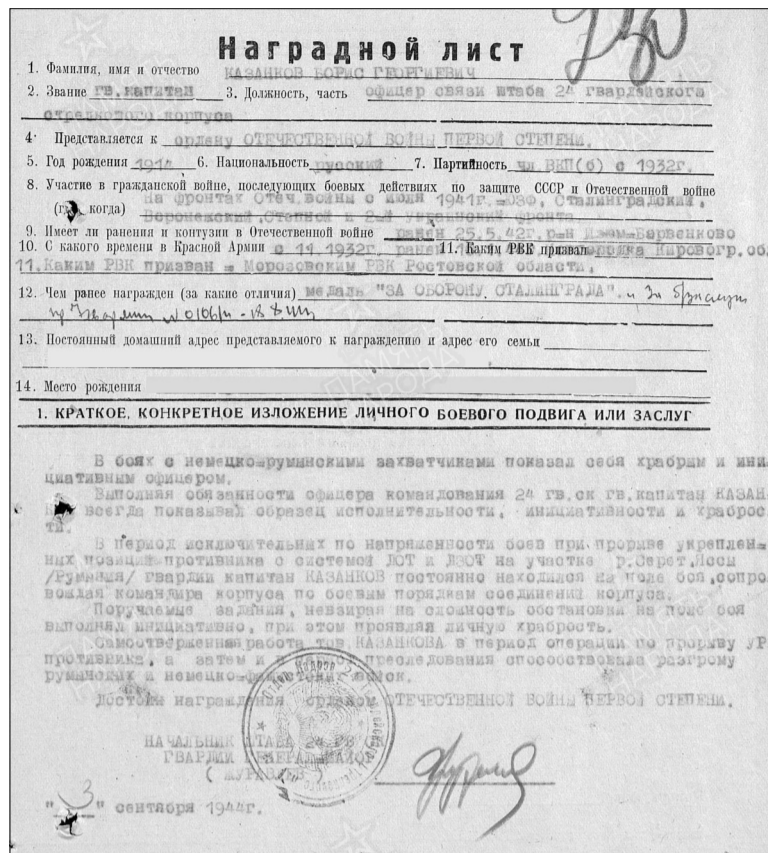 Наградной лист
1. Фамилия, имя и отчество КАЗАНКОВ БОРИС ГЕОРГИЕВИЧ
2. Звание гв.капитан 3. Должность, часть офицер связи штаба 24 гвардейского
стрелкового корпуса
4. Представляется к ордену ОТЕЧЕСТВЕННОЙ ВОЙНЫ ПЕРВОЙ СТЕПЕНИ.
5. Год рождения 1914 6. Национальность русский 7. Партийность чл ВКП(б) с 1932г.
8. Участие в гражданской войне, последующих боевых действиях по защите СССР и Отечественной войне
(где, когда) На фронтах Отеч.войны с июля 1941г.-ЮЗФ, Сталинградский,
Воронежский,Степной и 2-й украинский фронта
9. Имеет ли ранения и контузии в Отечественной войне ранен 25.5.42г. р-н Изюм-Барвенково
10. С какого времени в Красной Армии с 11.1932г. ранен 11. Каким РВК призван Кировогр.обл
11.Каким РВК призван - Морозовским РВК Ростовской области.
12. Чем ранее награжден (за какие отличия) медаль "ЗА ОБОРОНУ СТАЛИНГРАДА". и За
13. Постоянный домашний адрес представляемого к награждению и адрес его семьи
14. Место рождения
1. КРАТКОЕ, КОНКРЕТНОЕ ИЗЛОЖЕНИЕ ЛИЧНОГО БОЕВОГО ПОДВИГА ИЛИ ЗАСЛУГ
В боях с немецко-румынскими захватчиками показал себя храбрым и ини
циативным офицером.
Выполняя обязанности офицера командования 24 гв.ск гв.капитан КАЗАН-
всегда показывал образец исполнительности, инициативности и храброс
ти.
В период исключительных по напряженности боев при прорыве укреплен-
ных позиций противника с системой ДОТ и ДЗОТ на участке р.Серет,Яссы
/Румыния/ гвардии капитан КАЗАНКОВ постоянно находился на поле боя,сопро
вождая командира корпуса по боевым порядкам соединений корпуса.
Поручаемые задания, невзирая на сложность обстановки на поле боя
выполнял инициативно, при этом проявляя личную храбрость.
Самоотверженная работа тов КАЗАНКОВА в период операции по прорыву УР
противника, а затем и преследования способствовала разгрому
румынских и немецко-фашистских войск.
Достоин награждения орденом ОТЕЧЕСТВЕННОЙ ВОЙНЫ ПЕРВОЙ СТЕПЕНИ.
НАЧАЛЬНИК ШТАБА 24 ГВ СК
ГВАРДИИ ГЕНЕРАЛ-МАЙОР
( ЖУРАВЛЕВ )
"3" сентября 1944г.